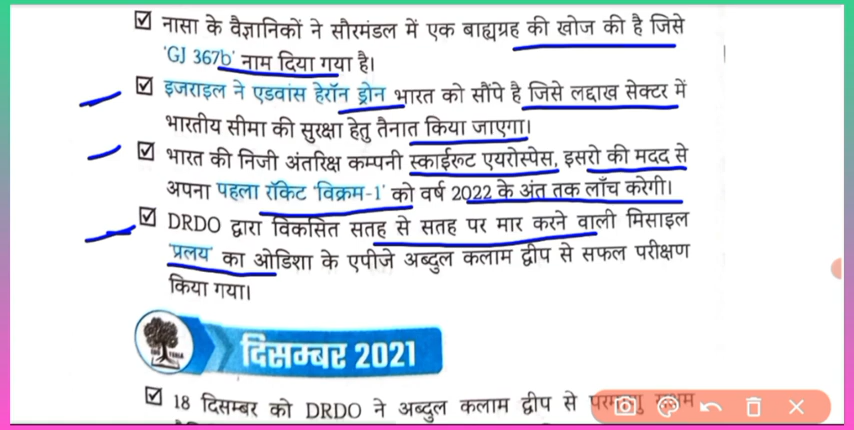 नासा के वैज्ञानिकों ने सौरमंडल में एक बाह्यग्रह की खोज की है जिसे
'GJ 367b' नाम दिया गया है।
इजराइल ने एडवांस हेरॉन ड्रोन भारत को सौंपे है जिसे लद्दाख सेक्टर में
भारतीय सीमा की सुरक्षा हेतु तैनात किया जाएगा।
भारत की निजी अंतरिक्ष कम्पनी स्काईरूट एयरोस्पेस, इसरो की मदद से
अपना पहला रॉकेट 'विक्रम-1' को वर्ष 2022 के अंत तक लाँच करेगी।
DRDO द्वारा विकसित सतह से सतह पर मार करने वाली मिसाइल
'प्रलय' का ओडिशा के एपीजे अब्दुल कलाम द्वीप से सफल परीक्षण
किया गया।
दिसम्बर 2021
18 दिसम्बर को DRDO ने अब्दुल कलाम द्वीप से